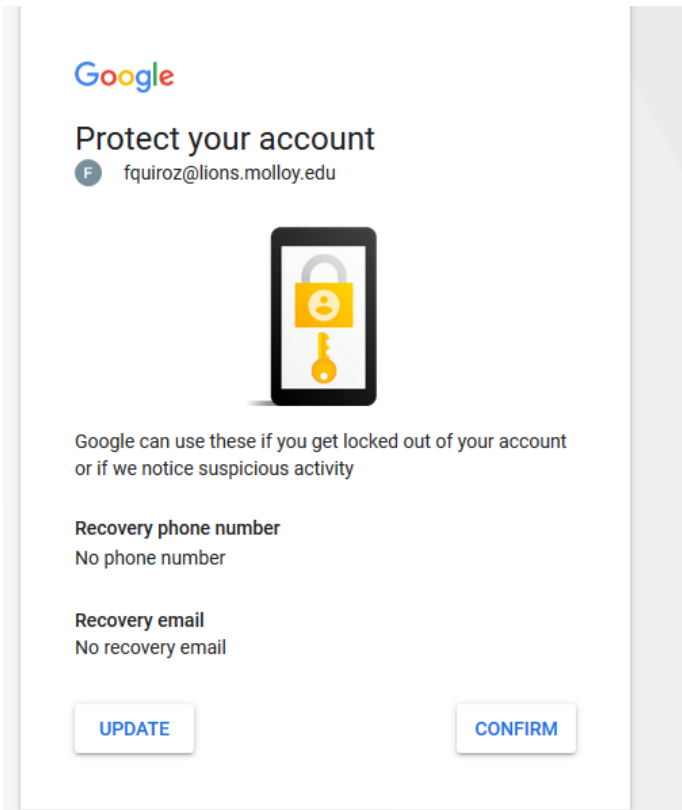 Google
Protect your account
F fquiroz@lions.molloy.edu
Google can use these if you get locked out of your account
or if we notice suspicious activity
Recovery phone number
No phone number
Recovery email
No recovery email
UPDATE CONFIRM